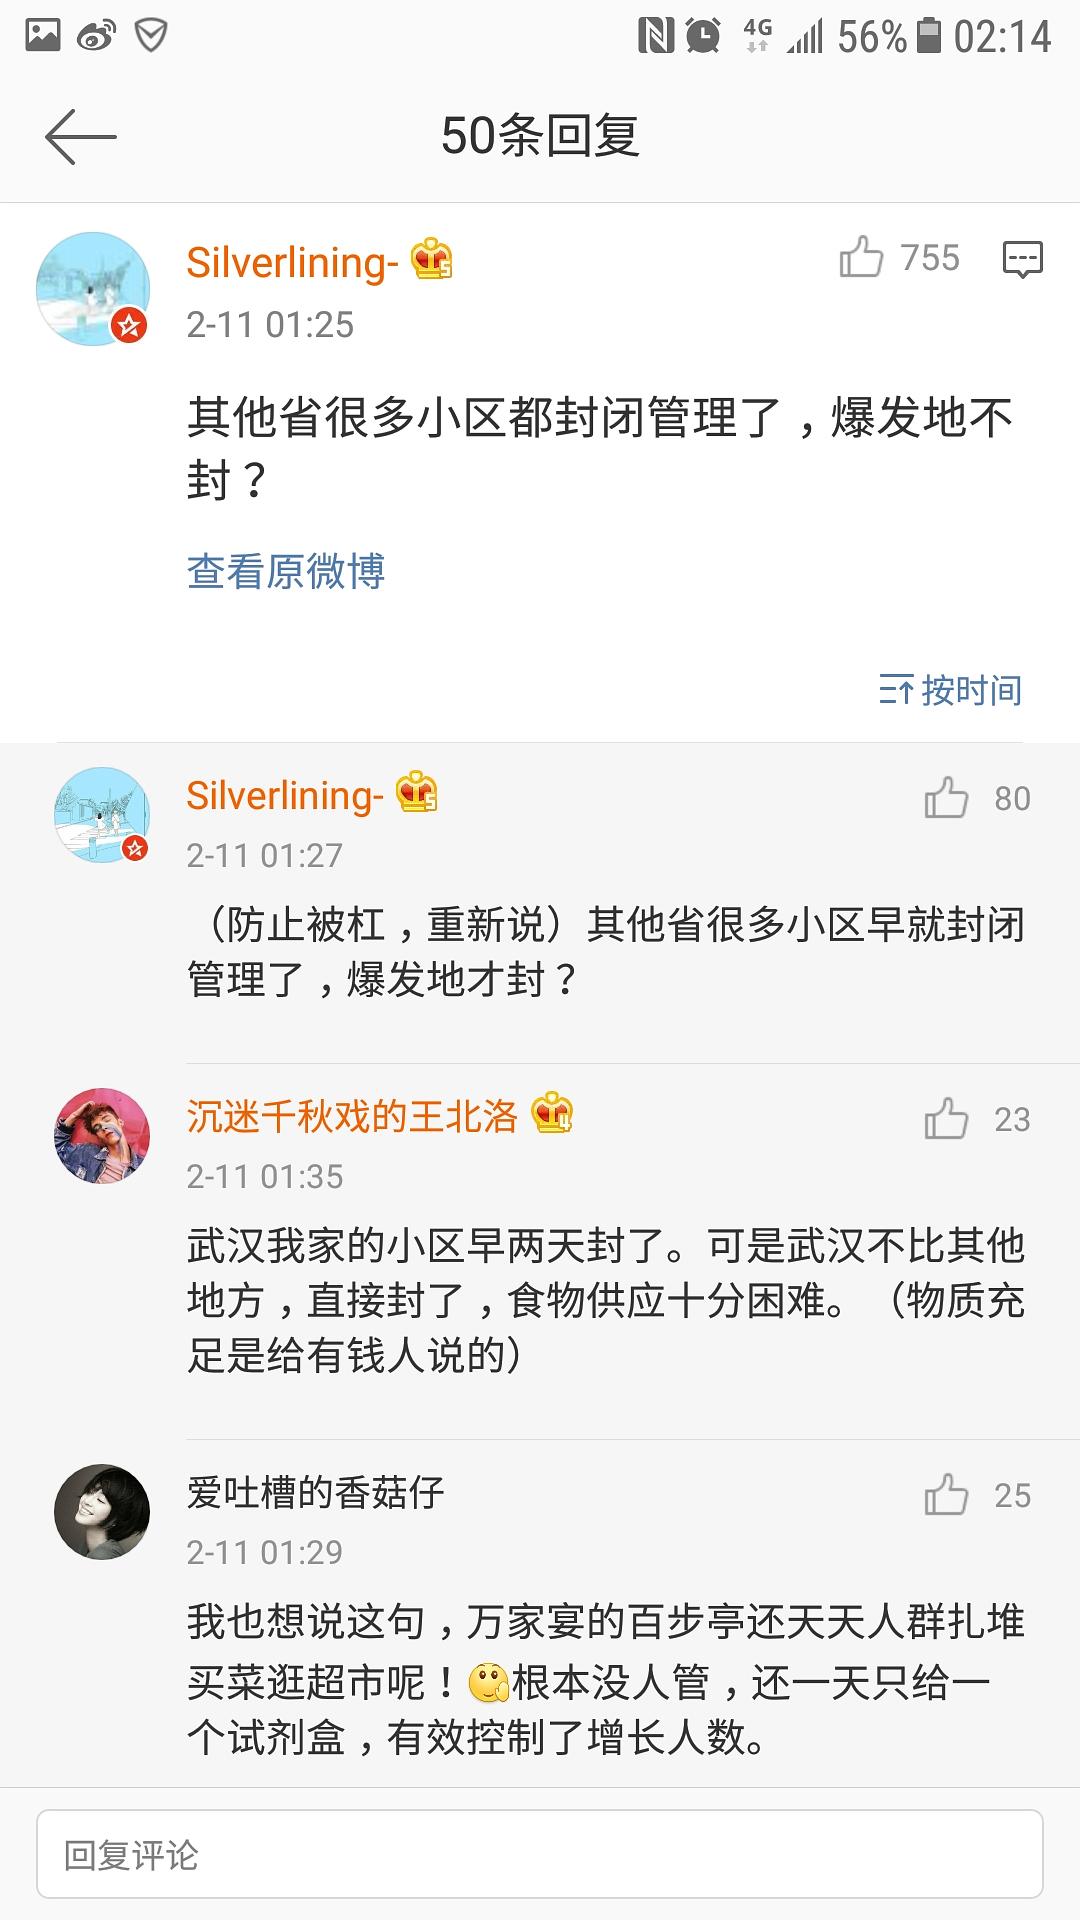 4G 56% 02:14
50条回复
Silverlining- 5 755
2-11 01:25
其他省很多小区都封闭管理了，爆发地不
封？
查看原微博
按时间
Silverlining- 5 80
2-11 01:27
（防止被杠，重新说）其他省很多小区早就封闭
管理了，爆发地才封？
沉迷千秋戏的王北洛 4 23
2-11 01:35
武汉我家的小区早两天封了。可是武汉不比其他
地方，直接封了，食物供应十分困难。（物质充
足是给有钱人说的）
爱吐槽的香菇仔 25
2-11 01:29
我也想说这句，万家宴的百步亭还天天人群扎堆
买菜逛超市呢！根本没人管，还一天只给一
个试剂盒，有效控制了增长人数。
回复评论